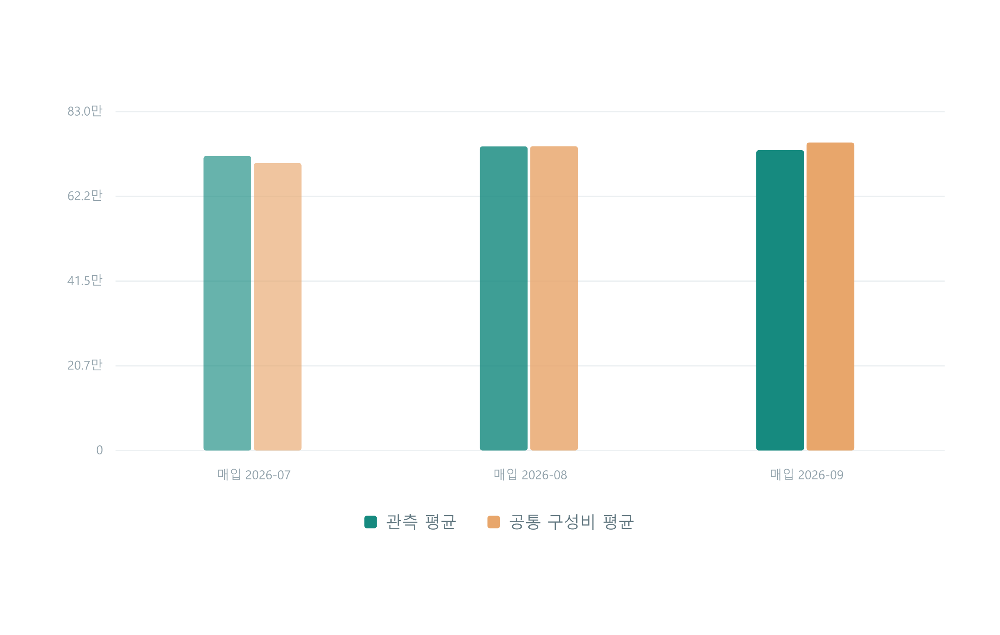 83.0만
62.2만
41.5만
20.7만
0
매입 2026-07
매입 2026-08
매입 2026-09
관측 평균
공통 구성비 평균